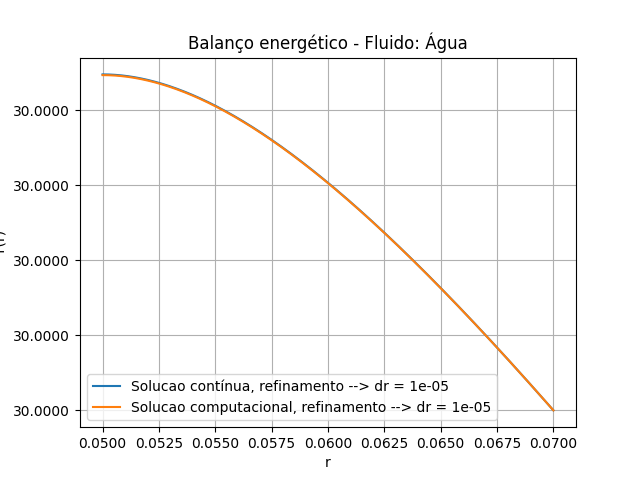 Balanço energético - Fluido: Água
30.0000
30.0000
30.0000
30.0000
30.0000
Solucao contínua, refinamento --> dr = 1e-05
Solucao computacional, refinamento --> dr = 1e-05
0.0500 0.0525 0.0550 0.0575 0.0600 0.0625 0.0650 0.0675 0.0700
r